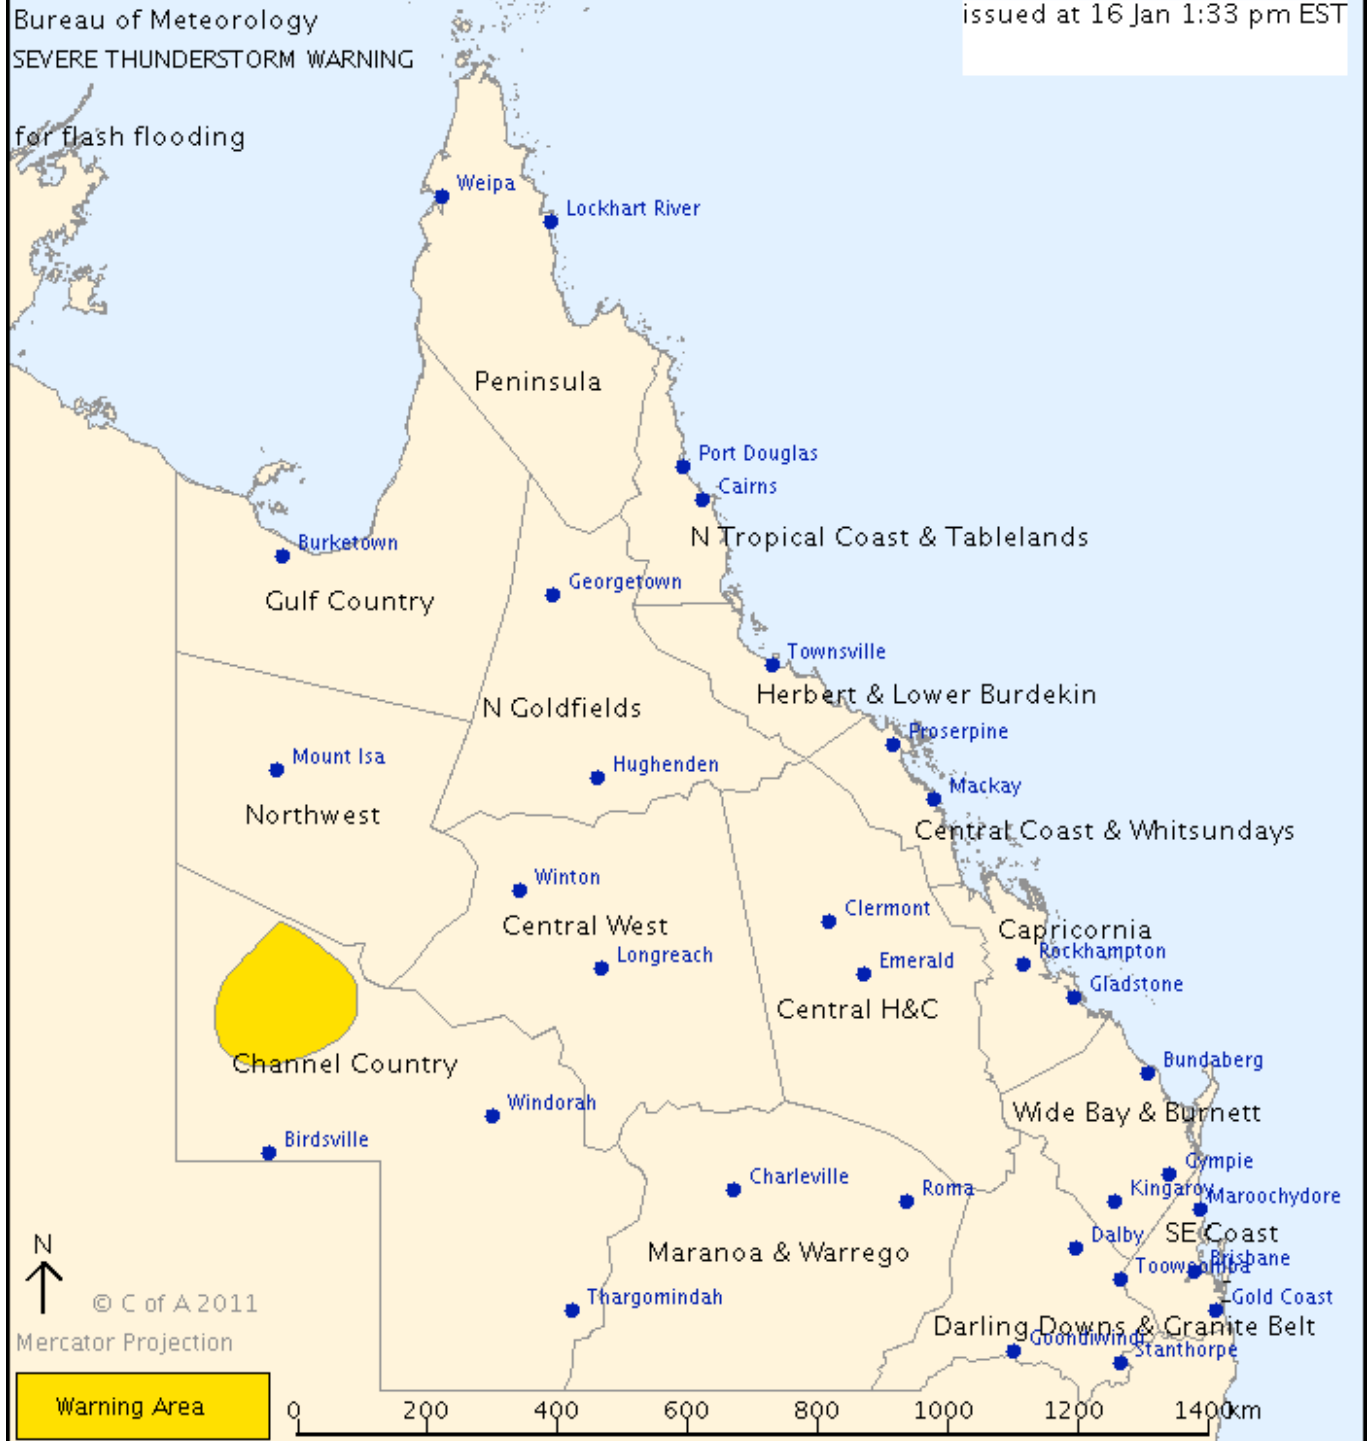 Bureau of Meteorology
issued at 16 Jan 1:33 pm EST
SEVERE THUNDERSTORM WARNING
for flash flooding
Weipa
Lockhart River
Peninsula
Port Douglas
Cairns
N Tropical Coast & Tablelands
Burketown
Georgetown
Gulf Country
Townsville
Herbert & Lower Burdekin
N Goldfields
Proserpine
Mount Isa
Hughenden
Mackay
Northwest
Central Coast & Whitsundays
Winton
Clermont
Central West
Capricornia
Rockhampton
Longreach
Emerald
Gladstone
Central H&C
Channel Country
Bundaberg
Windorah
Wide Bay & Burnett
Birdsville
Gympie
Charleville
Roma
Kingaroy
Maroochydore
Dalby
SE Coast
Maranoa & Warrego
Brisbane
Toowoomba
N
© C of A 2011
Thargomindah
Gold Coast
Darling Downs & Granite Belt
Goondiwindi
Stanthorpe
Mercator Projection
Warning Area
0 200 400 600 800 1000 1200 1400km